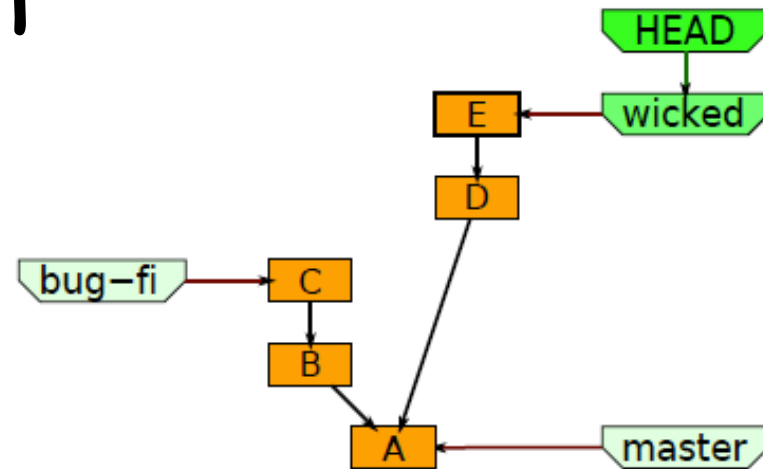 HEAD
E wicked
D
bug–fi C
B
A master